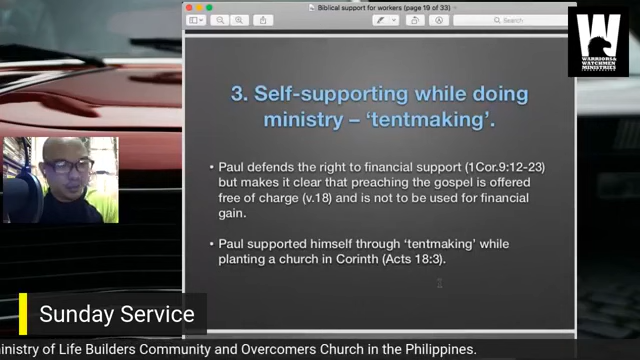 Biblical support for workers (page 19 of 33)
Search
WARRIORS &
WATCHMEN
MINISTRIES
3. Self-supporting while doing
ministry – ‘tentmaking’.
• Paul defends the right to financial support (1Cor.9:12-23)
but makes it clear that preaching the gospel is offered
free of charge (v.18) and is not to be used for financial
gain.
• Paul supported himself through ‘tentmaking’ while
planting a church in Corinth (Acts 18:3).
Sunday Service
inistry of Life Builders Community and Overcomers Church in the Philippines.